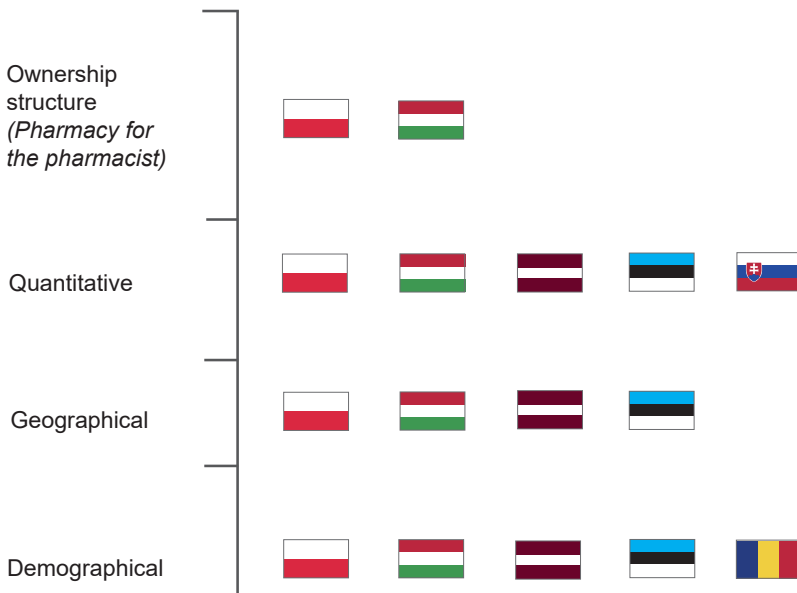 Ownership
structure
(Pharmacy for
the pharmacist)
Quantitative
Geographical
Demographical